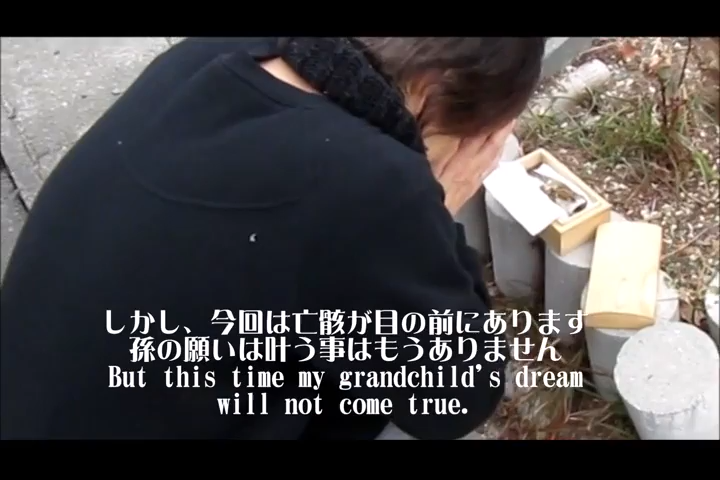 しかし、今回は亡骸が目の前にあります
孫の願いは叶う事はもうありません
But this time my grandchild's dream
will not come true.